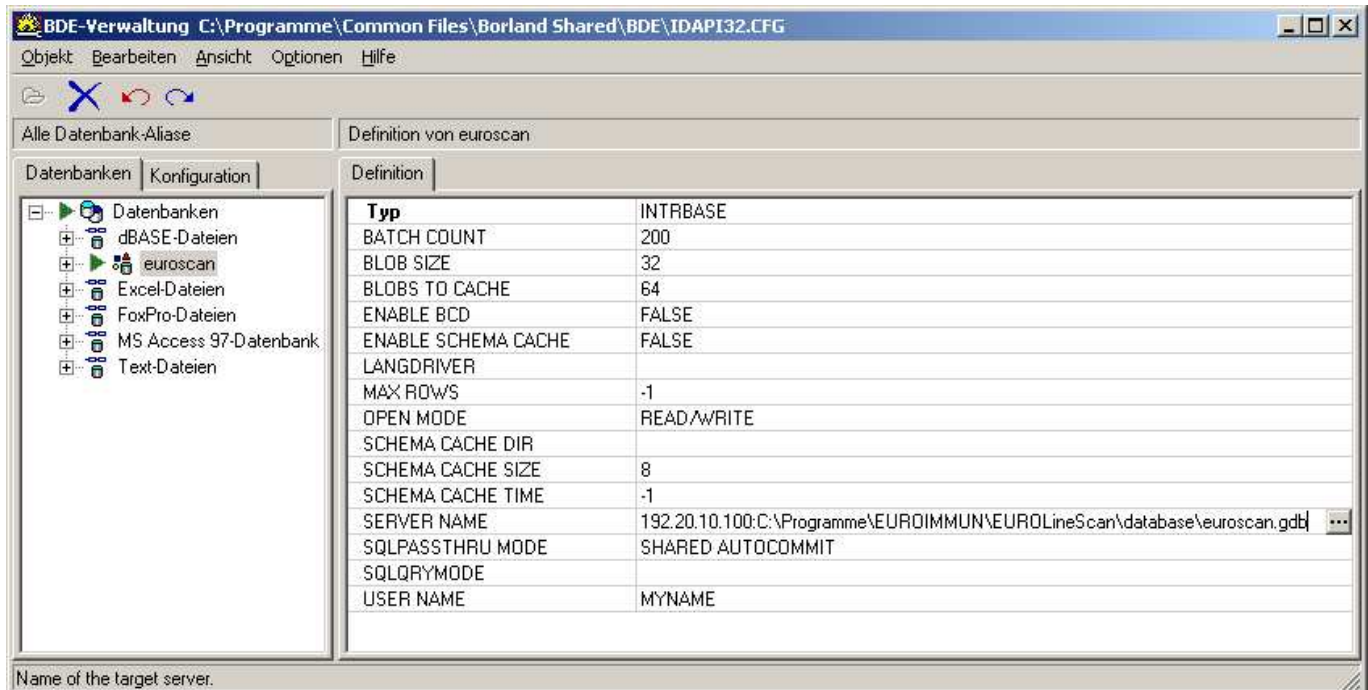 BDE-Verwaltung C:\Programme\Common Files\Borland Shared\BDE\IDAPI32.CFG
Objekt Bearbeiten Ansicht Optionen Hilfe
Alle Datenbank-Aliase
Definition von euroscan
Datenbanken Konfiguration
Definition
Datenbanken
dBASE-Dateien
euroscan
Excel-Dateien
FoxPro-Dateien
MS Access 97-Datenbank
Text-Dateien
Typ INTRBASE
BATCH COUNT 200
BLOB SIZE 32
BLOBS TO CACHE 64
ENABLE BCD FALSE
ENABLE SCHEMA CACHE FALSE
LANGDRIVER
MAX ROWS -1
OPEN MODE READ/WRITE
SCHEMA CACHE DIR
SCHEMA CACHE SIZE 8
SCHEMA CACHE TIME -1
SERVER NAME 192.20.10.100:C:\Programme\EUROIMMUN\EUROLineScan\database\euroscan.gdb ...
SQLPASSTHRU MODE SHARED AUTOCOMMIT
SQLQRYMODE
USER NAME MYNAME
Name of the target server.